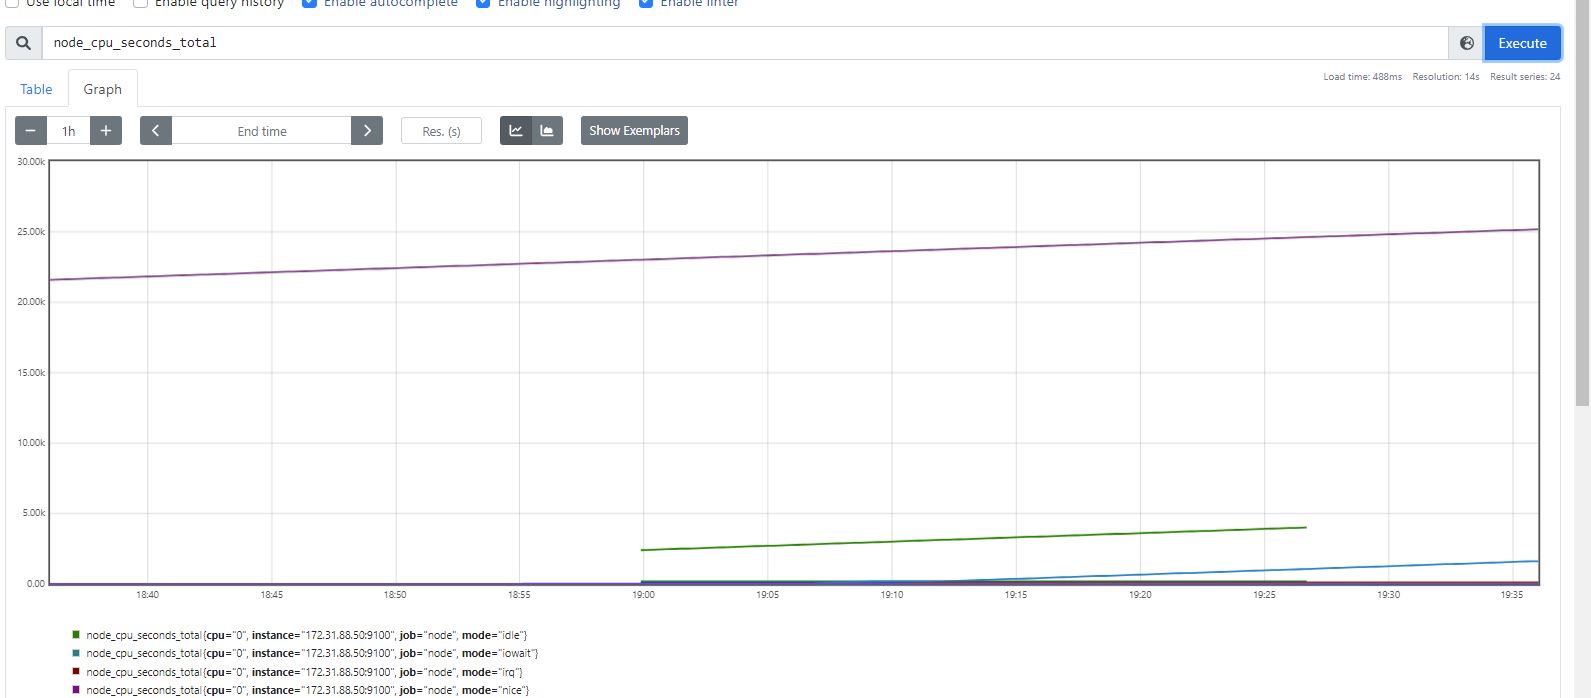 Use local time Enable query history Enable autocomplete Enable highlighting Enable linter
node_cpu_seconds_total Execute
Load time: 488ms Resolution: 14s Result series: 24
Table Graph
− 1h + End time Res. (s) Show Exemplars
30.00k
25.00k
20.00k
15.00k
10.00k
5.00k
0.00
18:40 18:45 18:50 18:55 19:00 19:05 19:10 19:15 19:20 19:25 19:30 19:35
node_cpu_seconds_total{cpu="0", instance="172.31.88.50:9100", job="node", mode="idle"}
node_cpu_seconds_total{cpu="0", instance="172.31.88.50:9100", job="node", mode="iowait"}
node_cpu_seconds_total{cpu="0", instance="172.31.88.50:9100", job="node", mode="irq"}
node_cpu_seconds_total{cpu="0", instance="172.31.88.50:9100", job="node", mode="nice"}